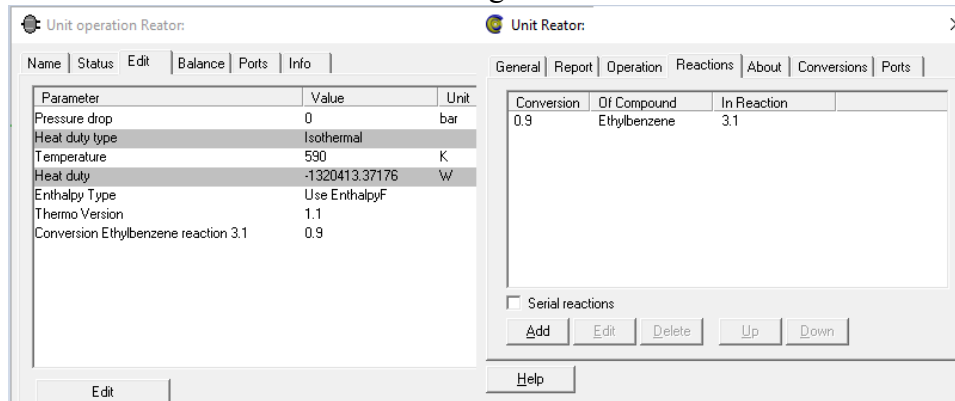 Unit operation Reator:
Name Status Edit Balance Ports Info
Parameter Value Unit
Pressure drop 0 bar
Heat duty type Isothermal
Temperature 590 K
Heat duty -1320413.37176 W
Enthalpy Type Use EnthalpyF
Thermo Version 1.1
Conversion Ethylbenzene reaction 3.1 0.9
Edit
Unit Reator:
General Report Operation Reactions About Conversions Ports
Conversion Of Compound In Reaction
0.9 Ethylbenzene 3.1
Serial reactions
Add Edit Delete Up Down
Help